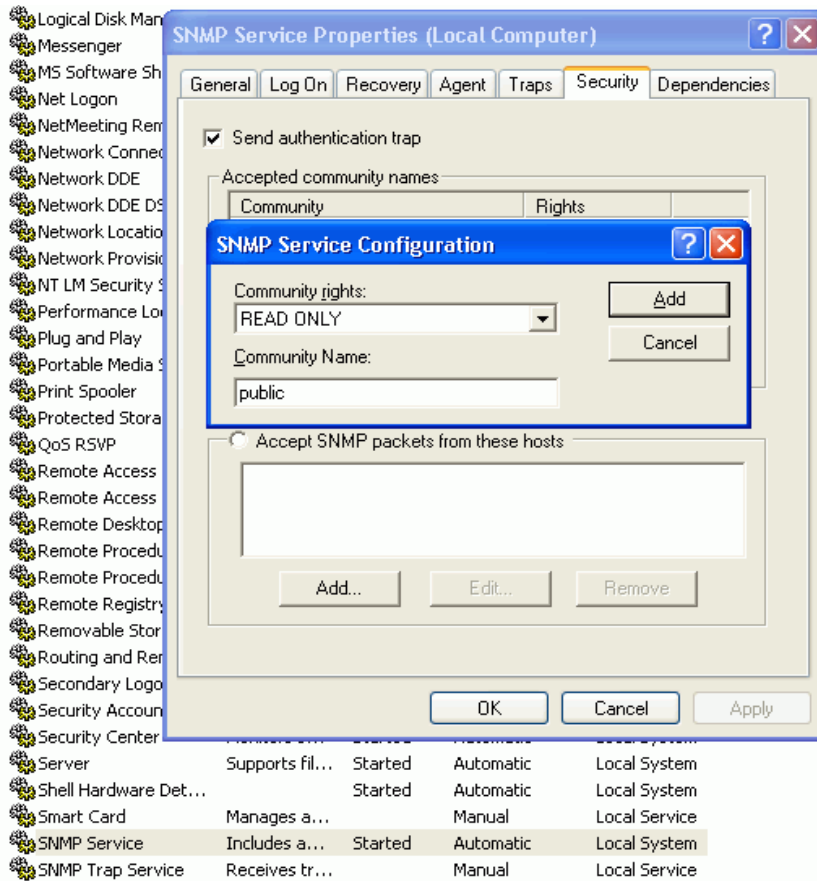 Logical Disk Man
Messenger
MS Software Sh
Net Logon
NetMeeting Rem
Network Connec
Network DDE
Network DDE DS
Network Locatio
Network Provisio
NT LM Security S
Performance Lo
Plug and Play
Portable Media S
Print Spooler
Protected Stora
QoS RSVP
Remote Access
Remote Access
Remote Desktop
Remote Procedu
Remote Procedu
Remote Registry
Removable Stor
Routing and Rem
Secondary Logo
Security Accoun
Security Center
Server Supports fil... Started Automatic Local System
Shell Hardware Det... Started Automatic Local System
Smart Card Manages a... Manual Local Service
SNMP Service Includes a... Started Automatic Local System
SNMP Trap Service Receives tr... Manual Local Service
SNMP Service Properties (Local Computer)
General Log On Recovery Agent Traps Security Dependencies
Send authentication trap
Accepted community names
Community Rights
SNMP Service Configuration
Community rights:
READ ONLY
Add
Cancel
Community Name:
public
Accept SNMP packets from these hosts
Add... Edit... Remove
OK Cancel Apply